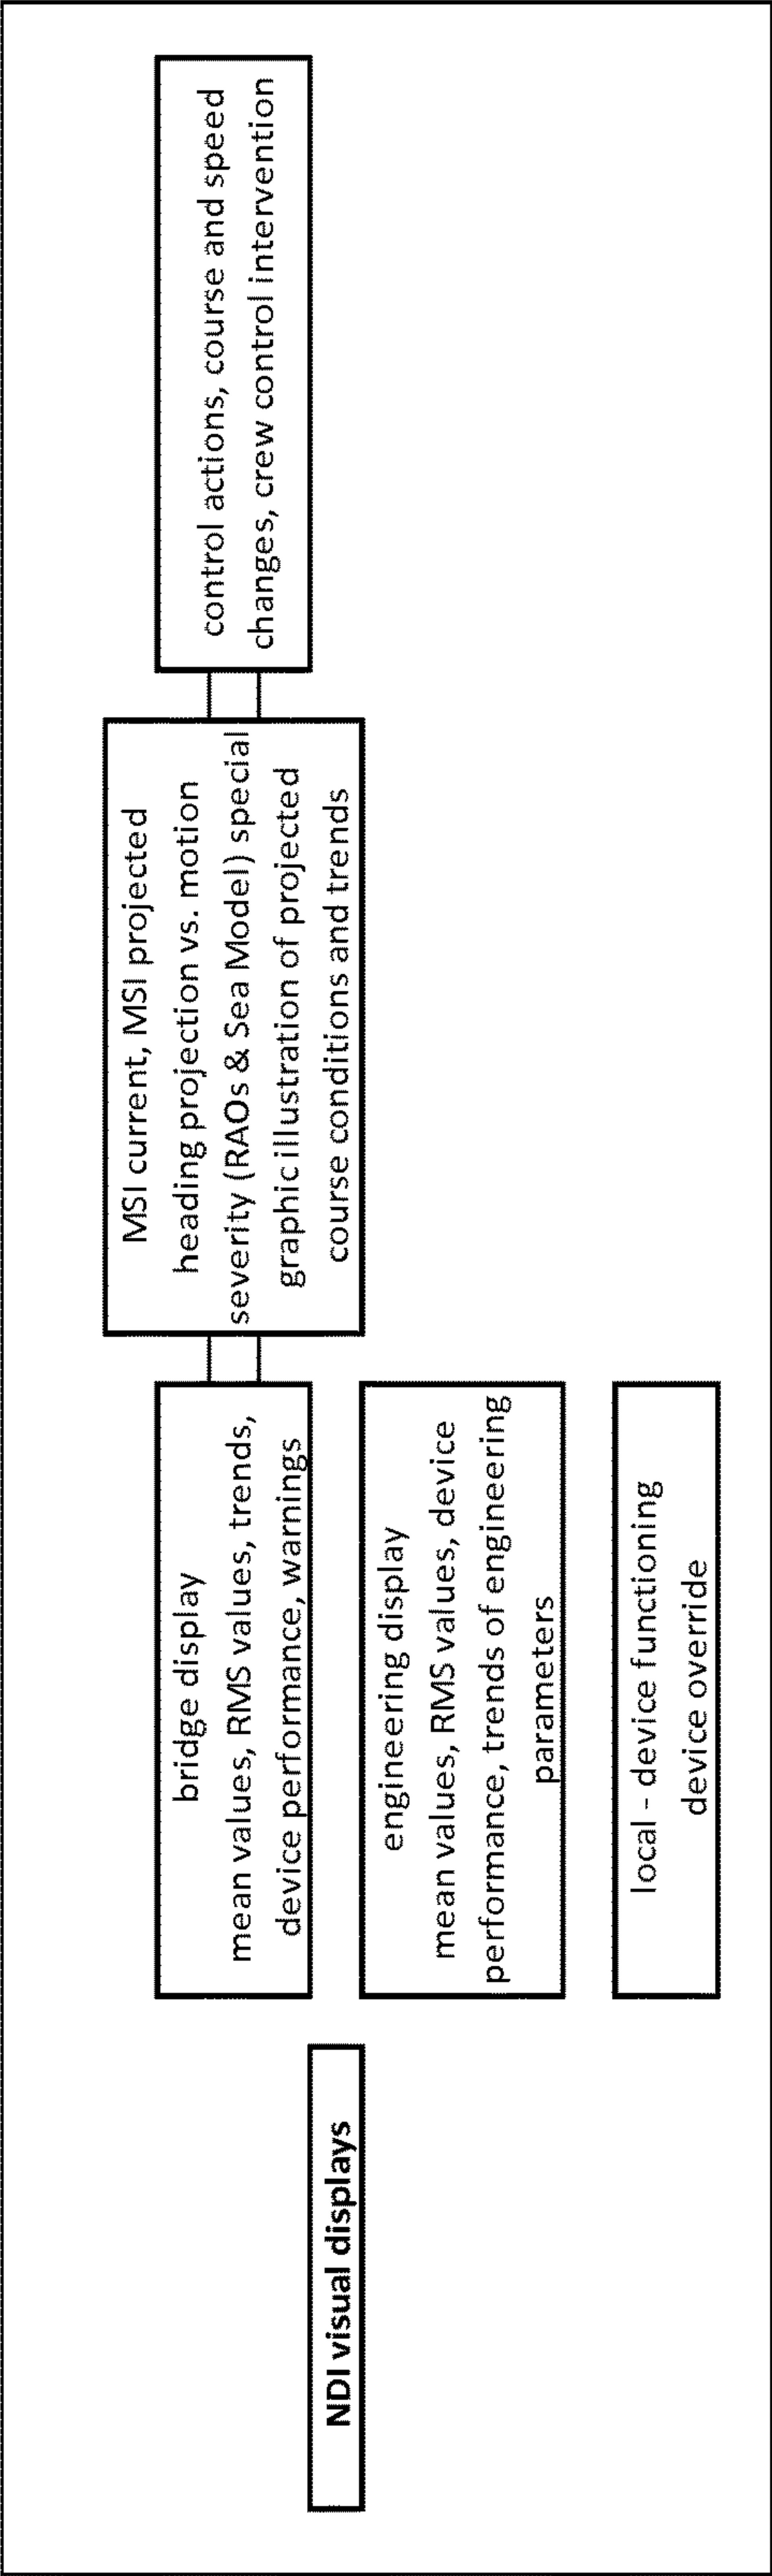 NDI visual displays
bridge display
mean values, RMS values, trends,
device performance, warnings
engineering display
mean values, RMS values, device
performance, trends of engineering
parameters
local - device functioning
device override
MSI current, MSI projected
heading projection vs. motion
severity (RAOs & Sea Model) special
graphic illustration of projected
course conditions and trends
control actions, course and speed
changes, crew control intervention